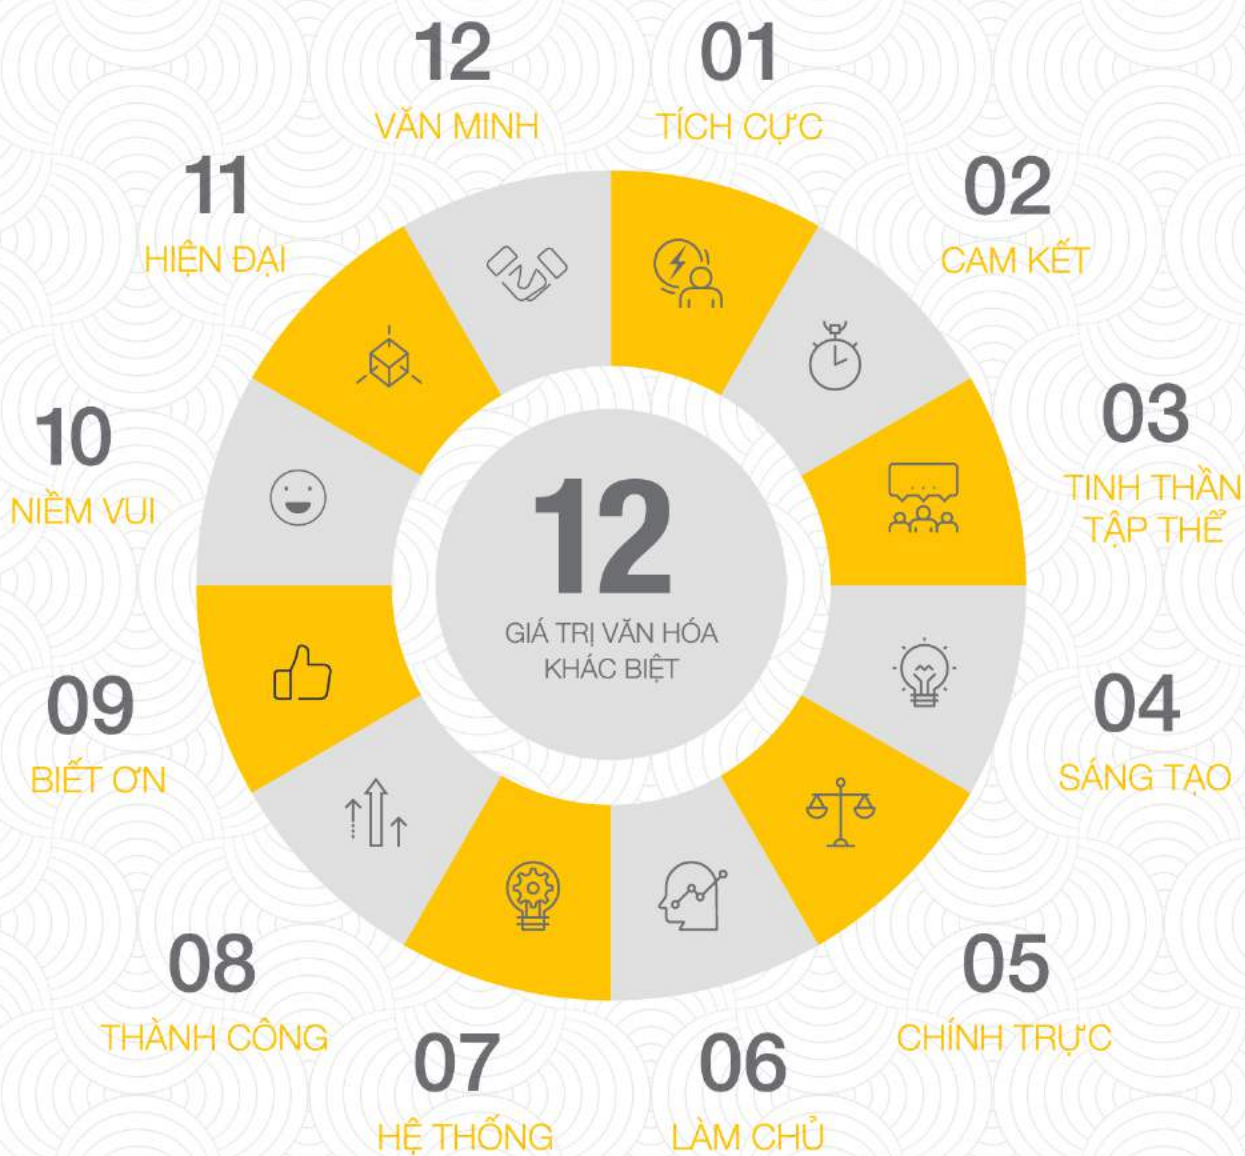 12
GIÁ TRỊ VĂN HÓA
KHÁC BIỆT
01
TÍCH CỰC
02
CAM KẾT
03
TINH THẦN
TẬP THỂ
04
SÁNG TẠO
05
CHÍNH TRỰC
06
LÀM CHỦ
07
HỆ THỐNG
08
THÀNH CÔNG
09
BIẾT ƠN
10
NIỀM VUI
11
HIỆN ĐẠI
12
VĂN MINH